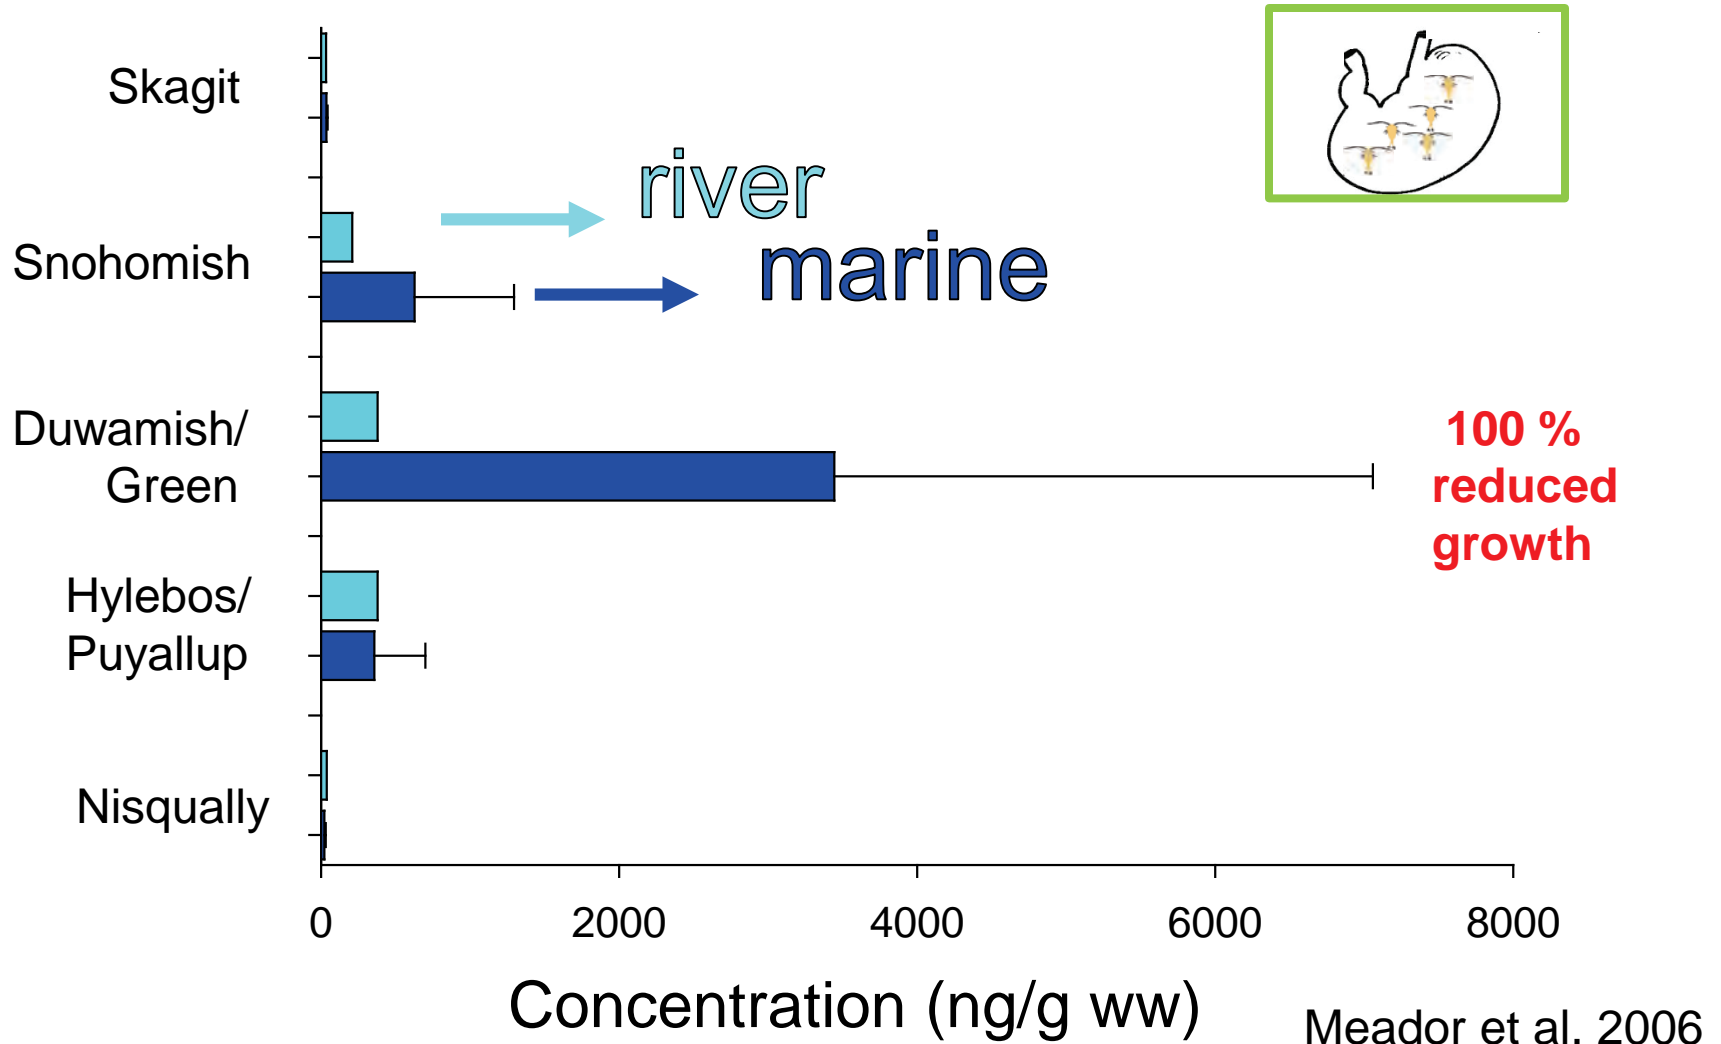 Skagit
river
marine
Snohomish
Duwamish/
Green
100 %
reduced
growth
Hylebos/
Puyallup
Nisqually
0 2000 4000 6000 8000
Concentration (ng/g ww)
Meador et al. 2006